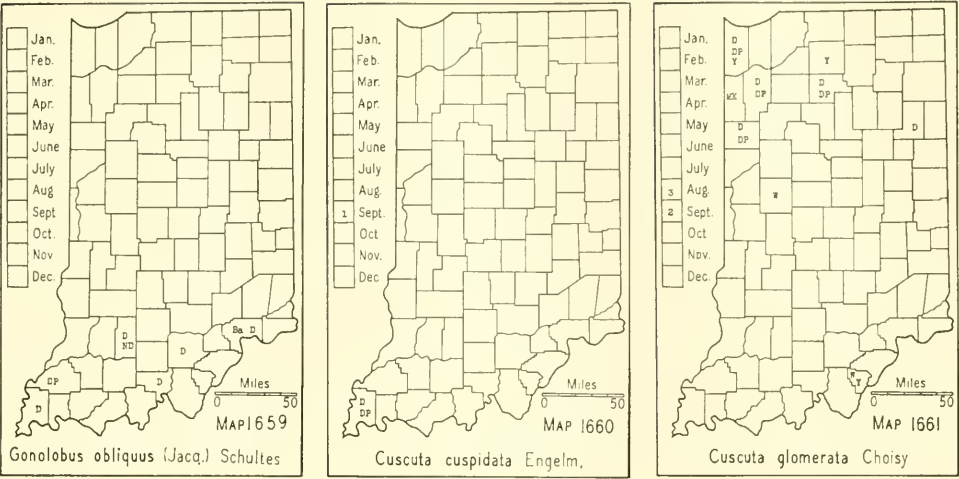 Jan.
Feb.
Mar.
Apr.
May
June
July
Aug.
Sept.
Oct.
Nov.
Dec.
D
ND
Ba D
D
DP
D
D
Miles
0 50
MAP 1659
Gonolobus obliquus (Jacq.) Schultes
Jan.
Feb.
Mar.
Apr.
May
June
July
Aug.
1 Sept.
Oct
Nov.
Dec.
D
DP
Miles
0 50
MAP 1660
Cuscuta cuspidata Engelm.
Jan.
Feb.
Mar.
Apr.
May
June
July
3 Aug.
2 Sept.
Oct
Nov.
Dec.
D
DP
Y
Y
WK
D
DP
D
DP
D
DP
D
W
W
Y
Miles
0 50
MAP 1661
Cuscuta glomerata Choisy